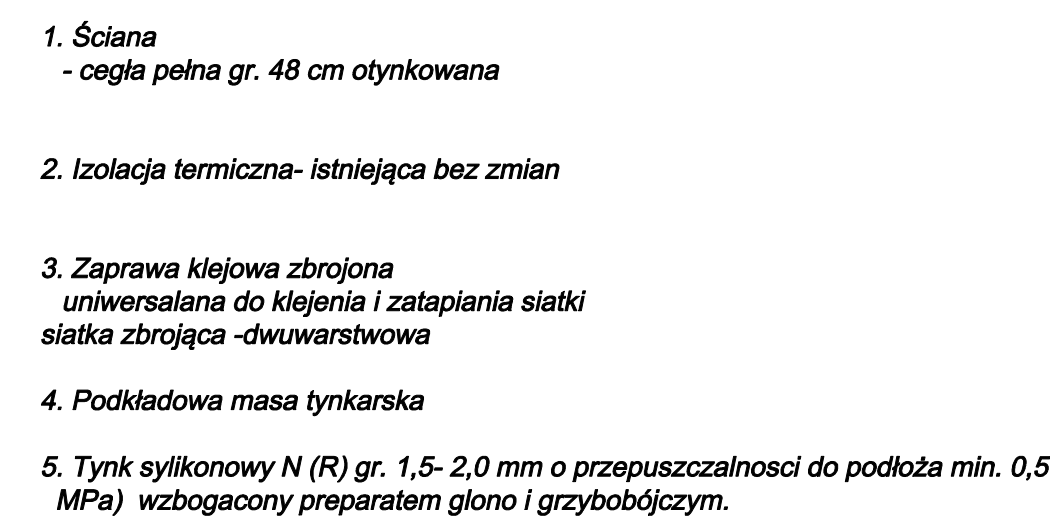 1. Ściana
- cegła pełna gr. 48 cm otynkowana
2. Izolacja termiczna- istniejąca bez zmian
3. Zaprawa klejowa zbrojona
uniwersalana do klejenia i zatapiania siatki
siatka zbrojąca -dwuwarstwowa
4. Podkładowa masa tynkarska
5. Tynk sylikonowy N (R) gr. 1,5- 2,0 mm o przepuszczalnosci do podłoża min. 0,5
MPa) wzbogacony preparatem glono i grzybobójczym.